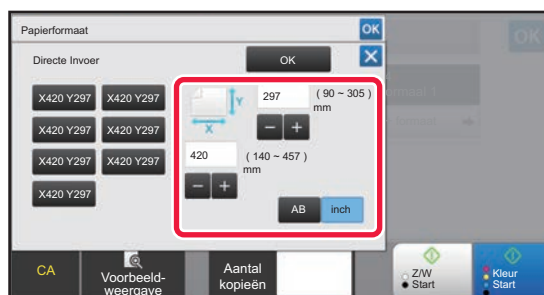 Papierformaat
OK
OK
Directe Invoer
OK
X420 Y297
X420 Y297
X420 Y297
X420 Y297
X420 Y297
X420 Y297
X420 Y297
Y
X
297
( 90 ~ 305 )
mm
420
( 140 ~ 457 )
mm
AB
inch
CA
Voorbeeld-
weergave
Aantal
kopieën
Z/W
Start
Kleur
Start